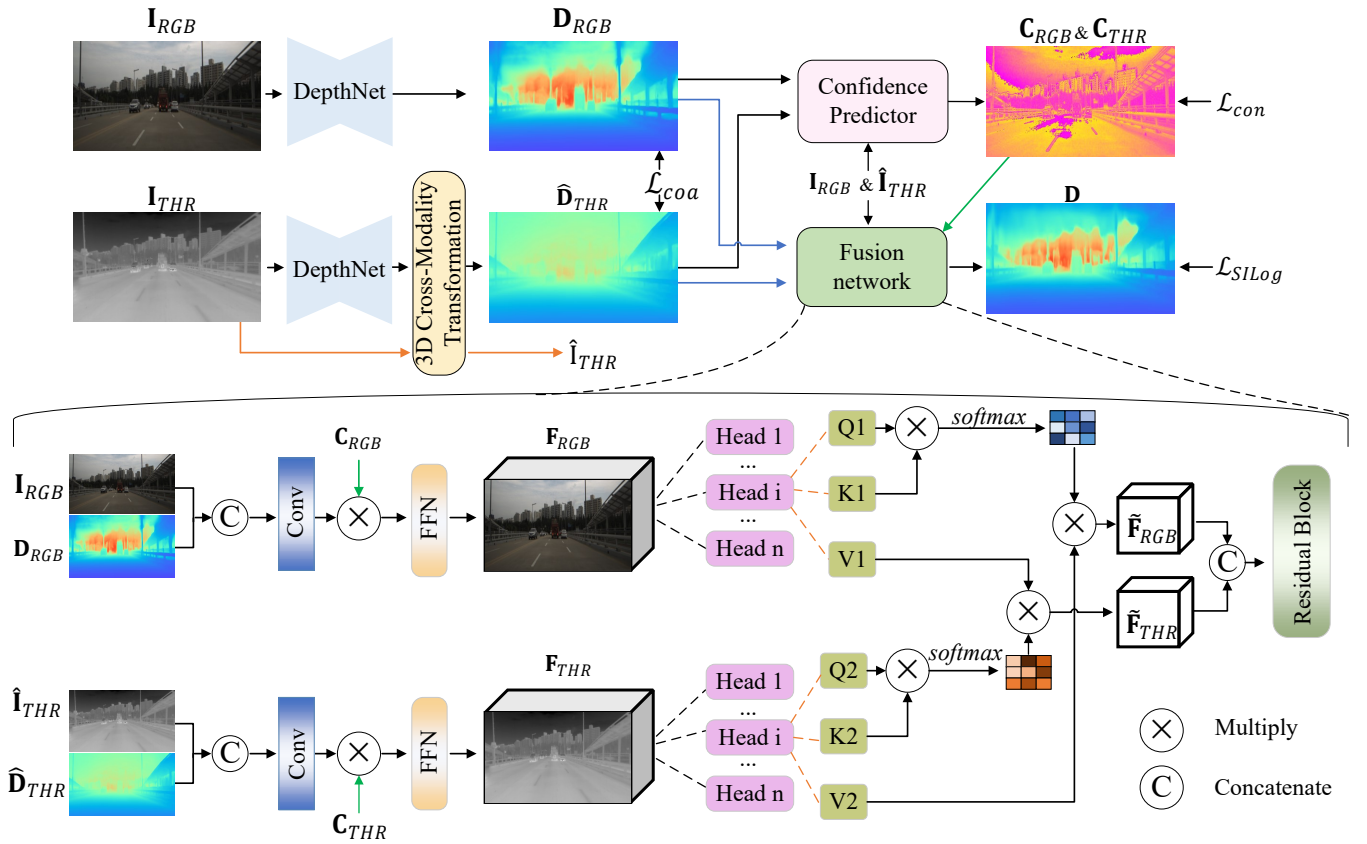 I_RGB
DepthNet
D_RGB
Confidence
Predictor
C_RGB & C_THR
ℒ_con
I_THR
DepthNet
3D Cross-Modality
Transformation
D̂_THR
ℒ_coa
I_RGB & Î_THR
Fusion
network
D
ℒ_SILog
Î_THR
I_RGB
D_RGB
C
Conv
C_RGB
×
FFN
F_RGB
Head 1
...
Head i
...
Head n
Q1
K1
V1
×
softmax
×
F̃_RGB
C
Residual Block
×
F̃_THR
Î_THR
D̂_THR
C
Conv
×
C_THR
FFN
F_THR
Head 1
...
Head i
...
Head n
Q2
K2
V2
×
softmax
× Multiply
C Concatenate